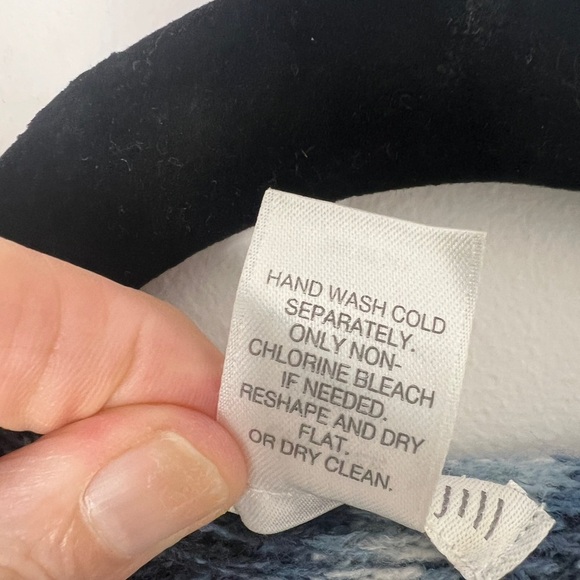 HAND WASH COLD
SEPARATELY.
ONLY NON-
CHLORINE BLEACH
IF NEEDED.
RESHAPE AND DRY
FLAT.
OR DRY CLEAN.